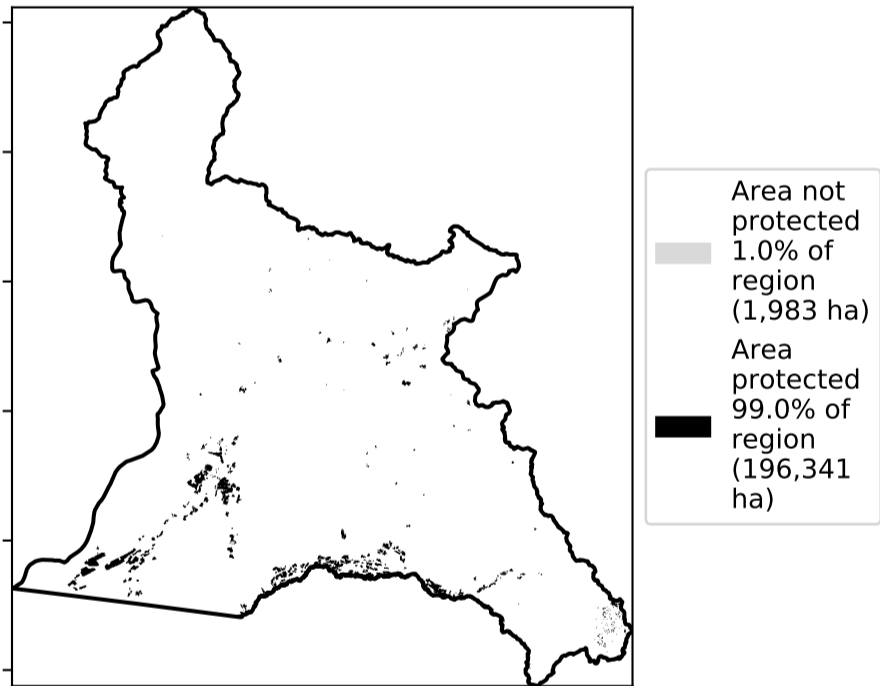 Area not
protected
1.0% of
region
(1,983 ha)
Area
protected
99.0% of
region
(196,341
ha)